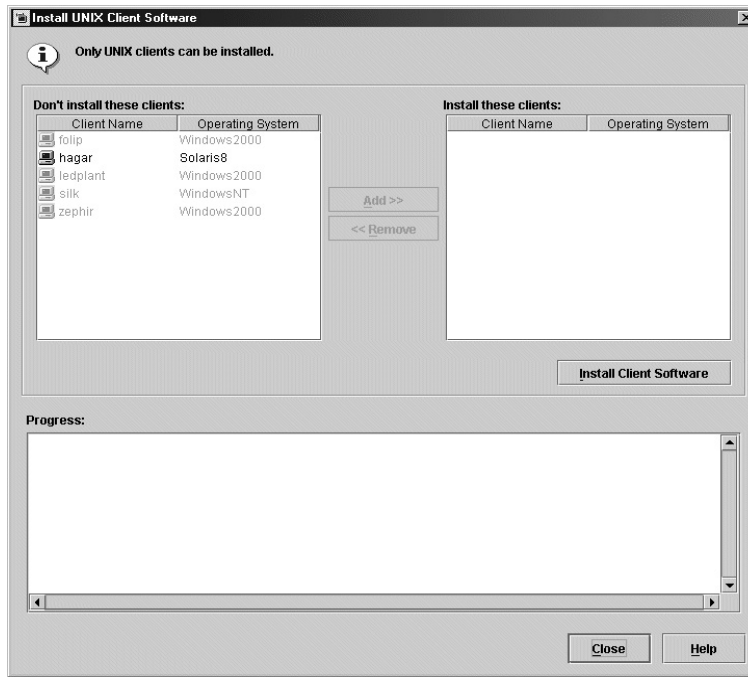 Install UNIX Client Software
Only UNIX clients can be installed.
Don't install these clients:
Client Name Operating System
folip Windows2000
hagar Solaris8
ledplant Windows2000
silk WindowsNT
zephir Windows2000
Add >>
<< Remove
Install these clients:
Client Name Operating System
Install Client Software
Progress:
Close Help